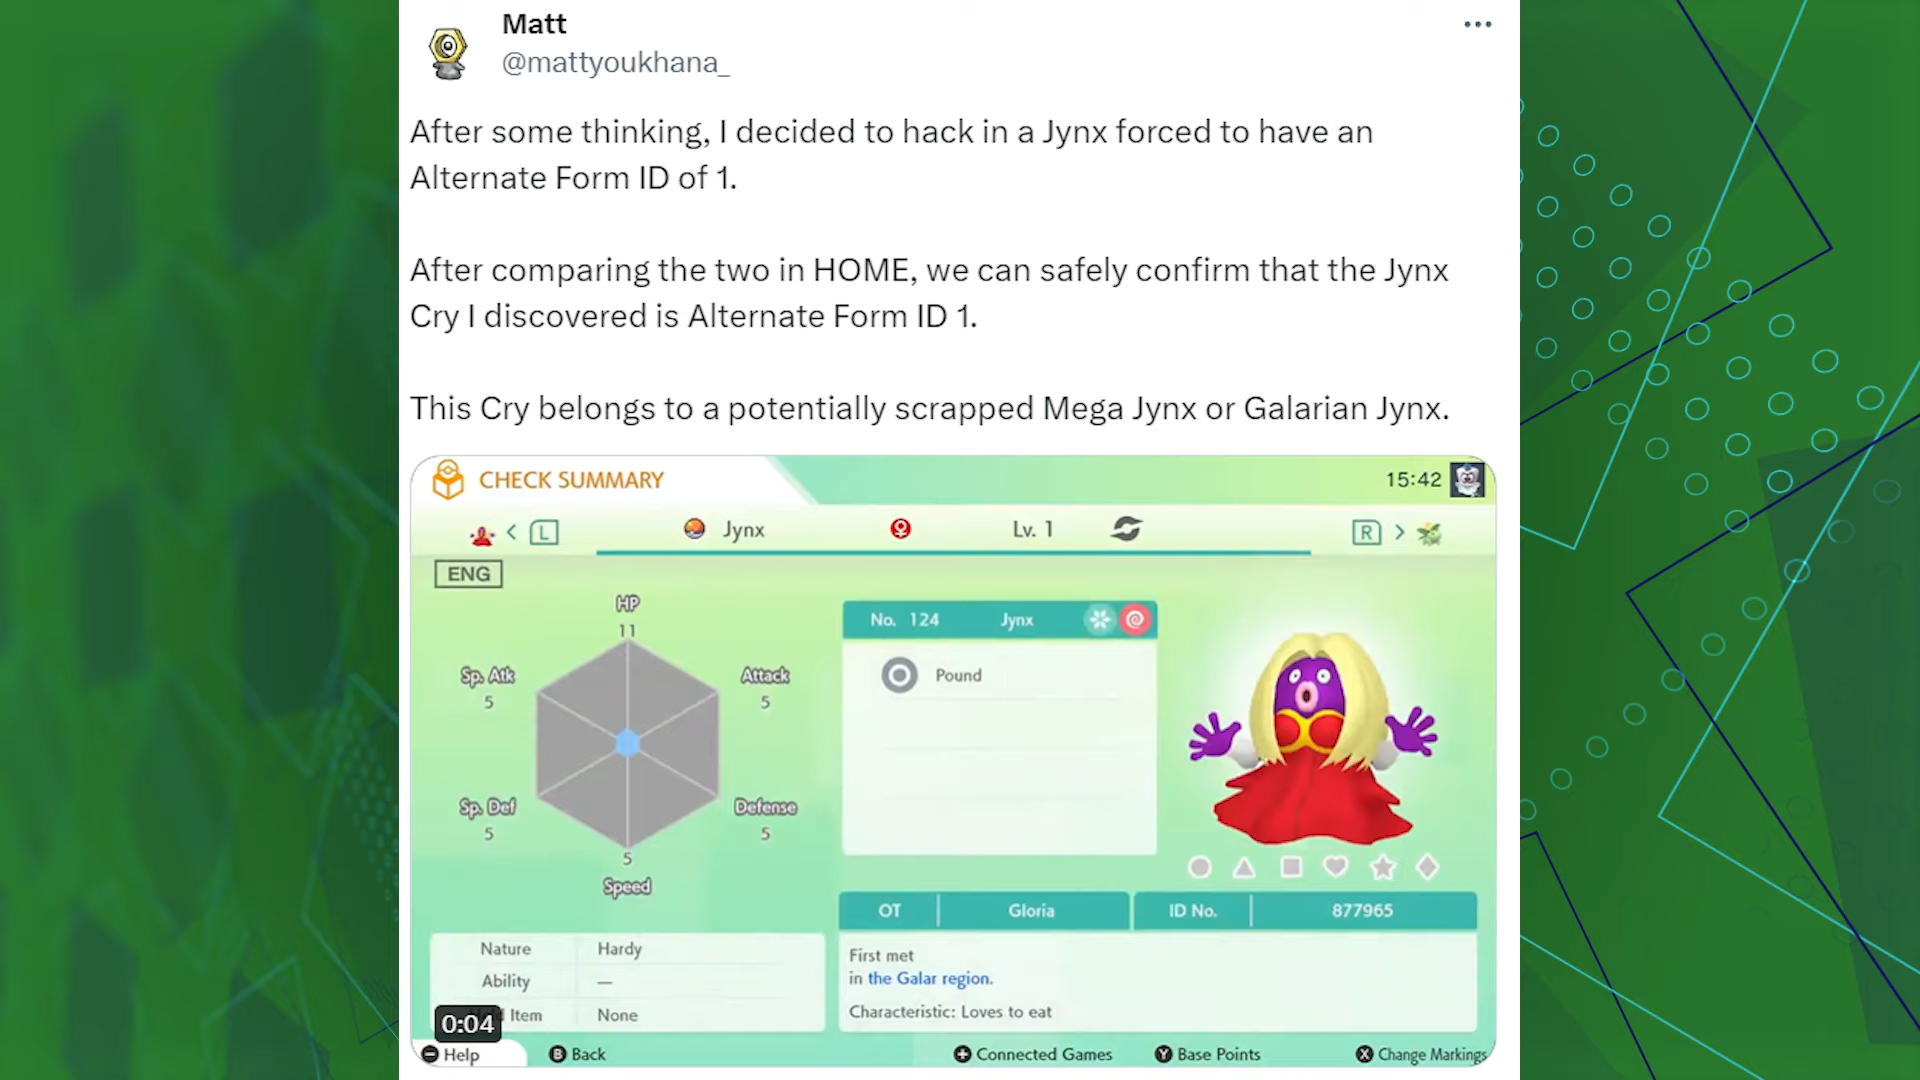 Matt
@mattyoukhana_
After some thinking, I decided to hack in a Jynx forced to have an
Alternate Form ID of 1.
After comparing the two in HOME, we can safely confirm that the Jynx
Cry I discovered is Alternate Form ID 1.
This Cry belongs to a potentially scrapped Mega Jynx or Galarian Jynx.
CHECK SUMMARY
15:42
L
Jynx
Lv. 1
R
ENG
HP
11
Sp. Atk
5
Attack
5
Sp. Def
5
Defense
5
5
Speed
No. 124 Jynx
Pound
OT Gloria ID No. 877965
Nature Hardy
Ability —
Item None
First met
in the Galar region.
Characteristic: Loves to eat
0:04
Help
B Back
Connected Games
Y Base Points
X Change Markings